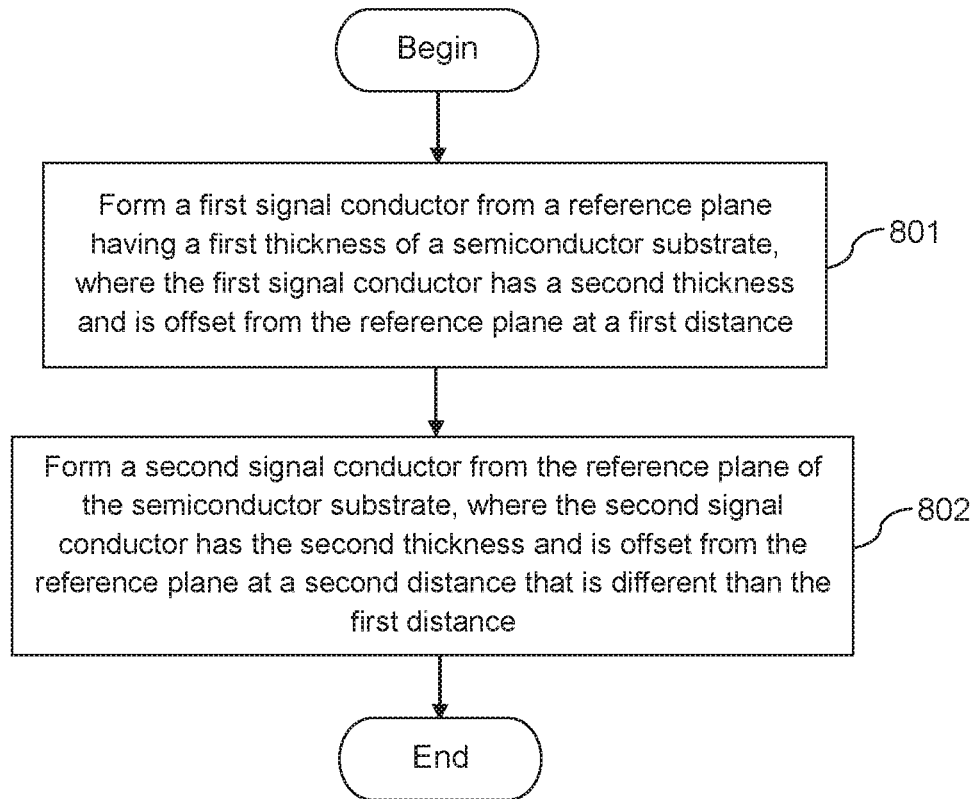 Begin
Form a first signal conductor from a reference plane
having a first thickness of a semiconductor substrate,
where the first signal conductor has a second thickness
and is offset from the reference plane at a first distance
801
Form a second signal conductor from the reference plane of
the semiconductor substrate, where the second signal
conductor has the second thickness and is offset from the
reference plane at a second distance that is different than the
first distance
802
End